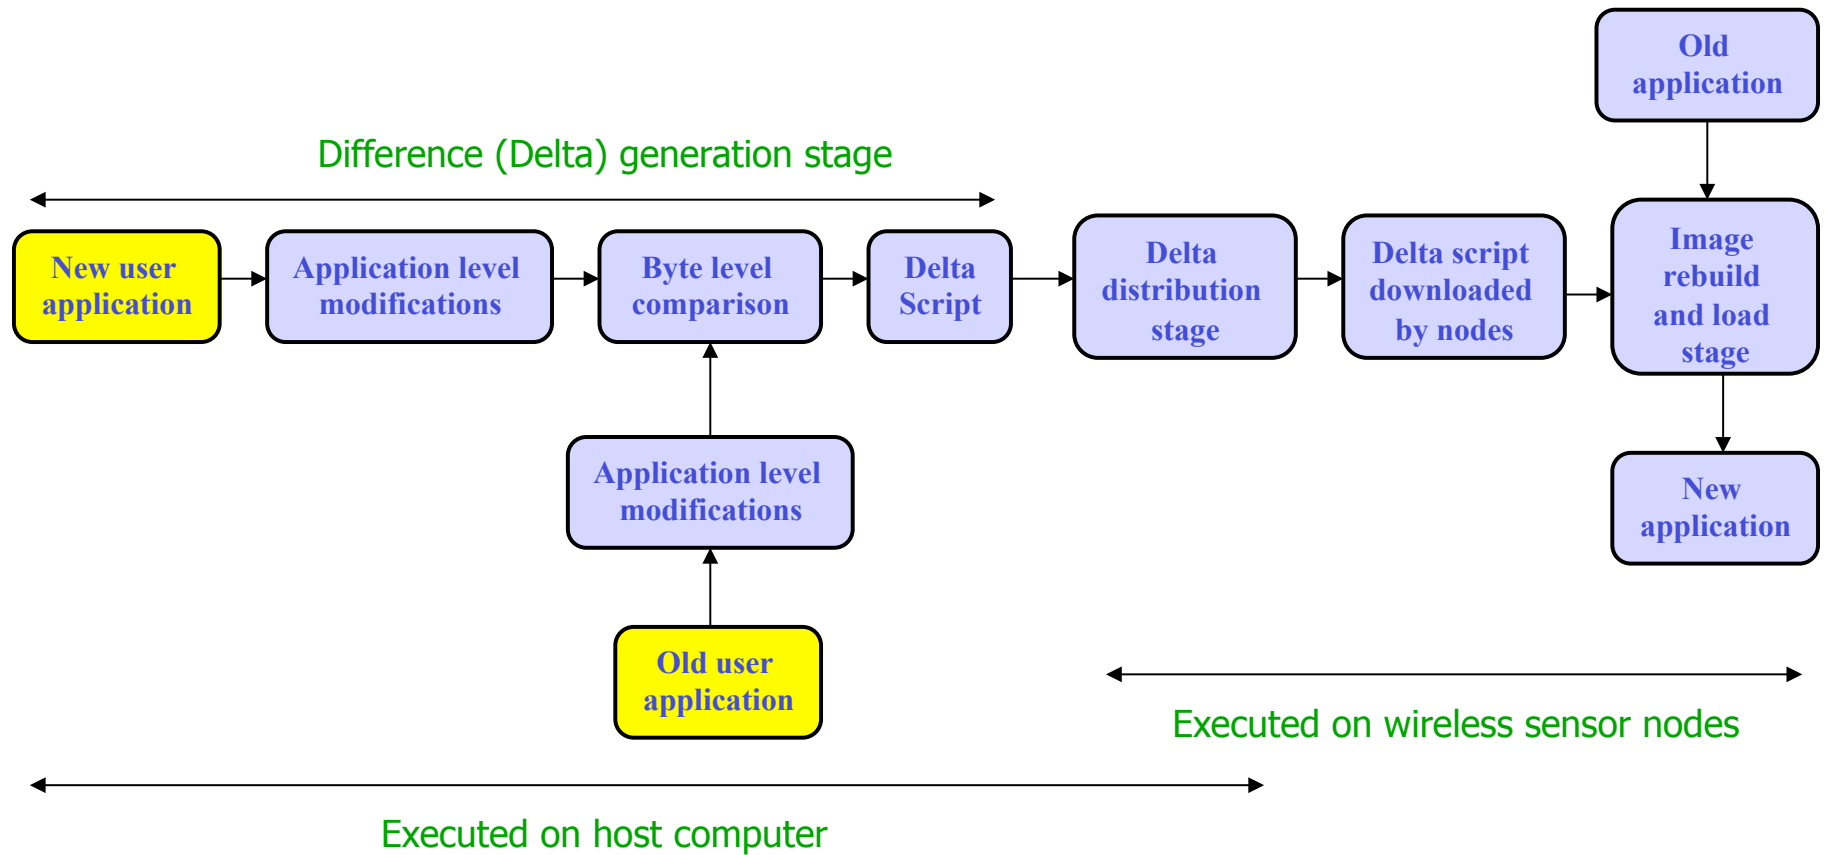 Old
application
Difference (Delta) generation stage
New user
application
Application level
modifications
Byte level
comparison
Delta
Script
Delta
distribution
stage
Delta script
downloaded
by nodes
Image
rebuild
and load
stage
Application level
modifications
New
application
Old user
application
Executed on wireless sensor nodes
Executed on host computer